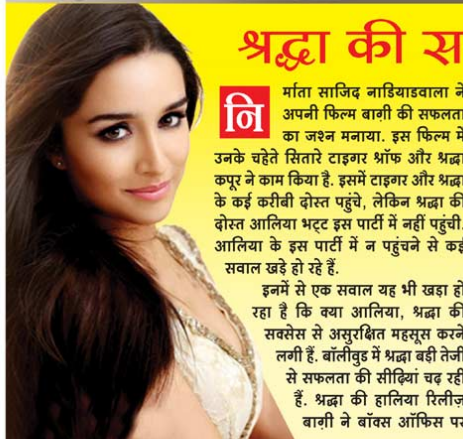 श्रद्धा की स
निर्माता साजिद नाडियाडवाला ने
अपनी फिल्म बाग़ी की सफलता
का जश्न मनाया. इस फिल्म में
उनके चहेते सितारे टाइगर श्रॉफ और श्रद्धा
कपूर ने काम किया है. इसमें टाइगर और श्रद्धा
के कई करीबी दोस्त पहुंचे, लेकिन श्रद्धा की
दोस्त आलिया भट्ट इस पार्टी में नहीं पहुंची.
आलिया के इस पार्टी में न पहुंचने से कई
सवाल खड़े हो रहे हैं.
इनमें से एक सवाल यह भी खड़ा हो
रहा है कि क्या आलिया, श्रद्धा की
सक्सेस से असुरक्षित महसूस करने
लगी हैं. बॉलीवुड में श्रद्धा बड़ी तेजी
से सफलता की सीढ़ियां चढ़ रही
हैं. श्रद्धा की हालिया रिलीज़
बाग़ी ने बॉक्स ऑफिस पर